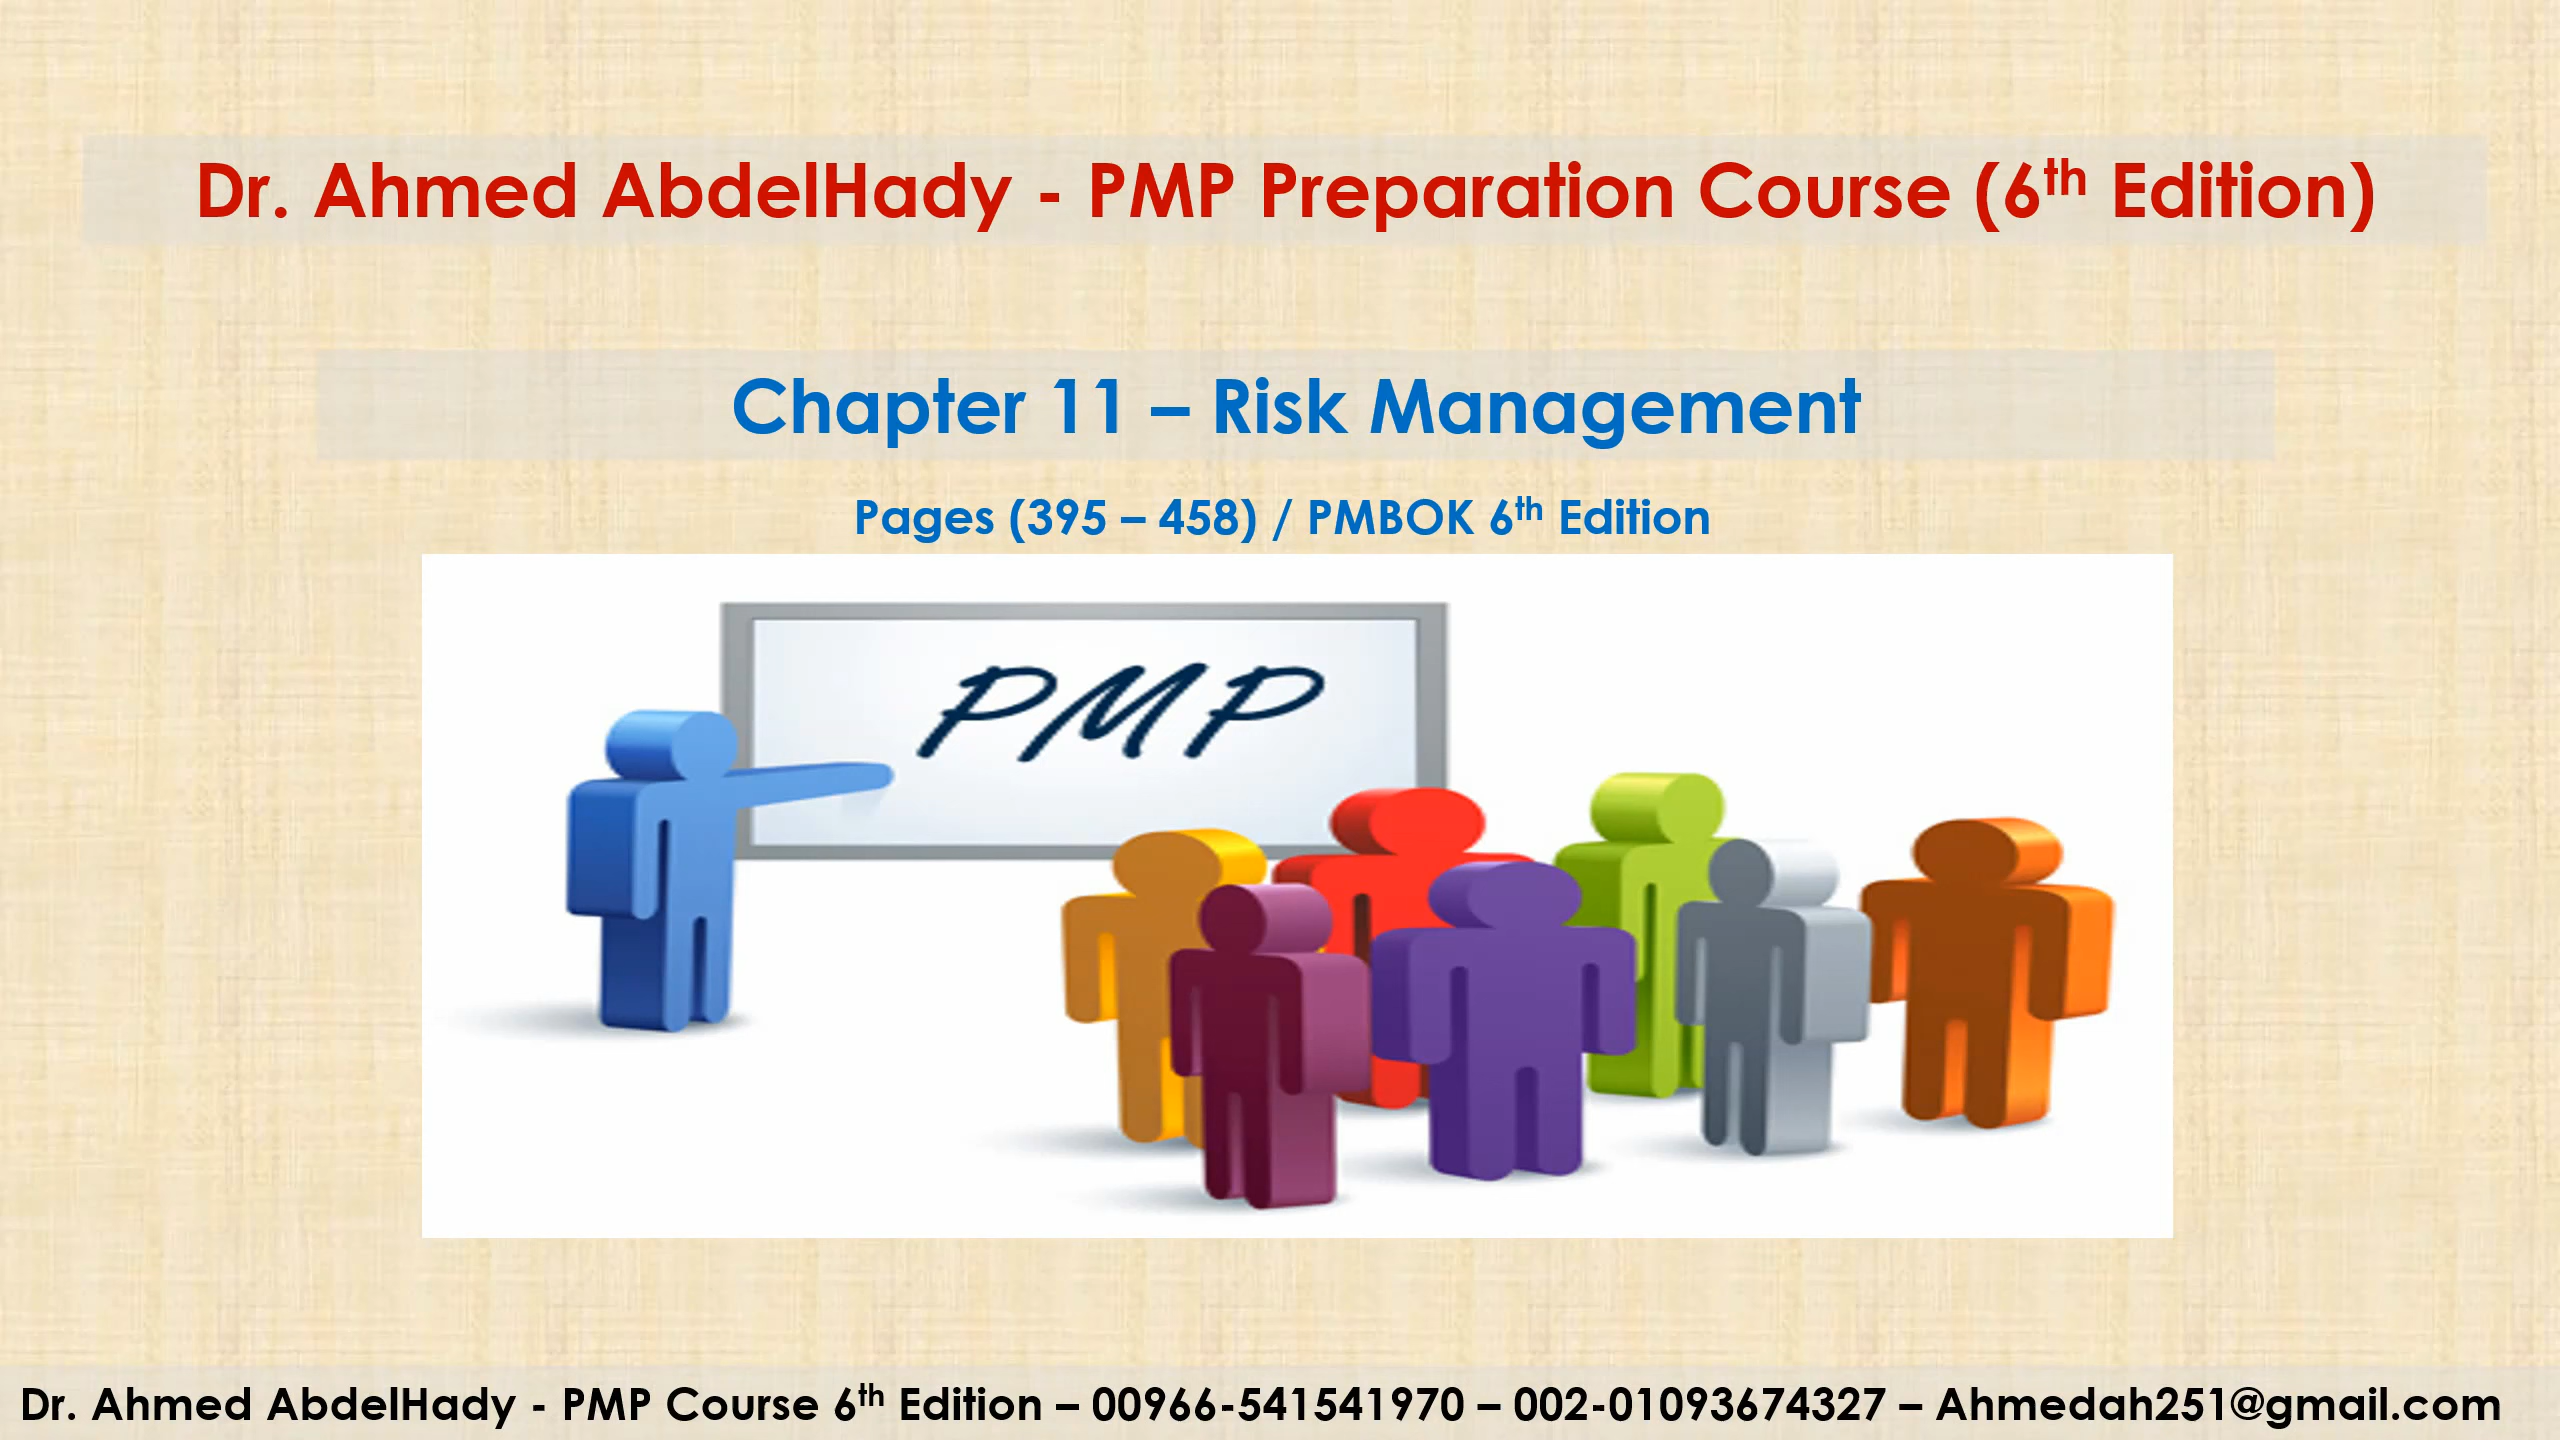 Dr. Ahmed AbdelHady - PMP Preparation Course (6th Edition)
Chapter 11 – Risk Management
Pages (395 – 458) / PMBOK 6th Edition
PMP
Dr. Ahmed AbdelHady - PMP Course 6th Edition – 00966-541541970 – 002-01093674327 – Ahmedah251@gmail.com